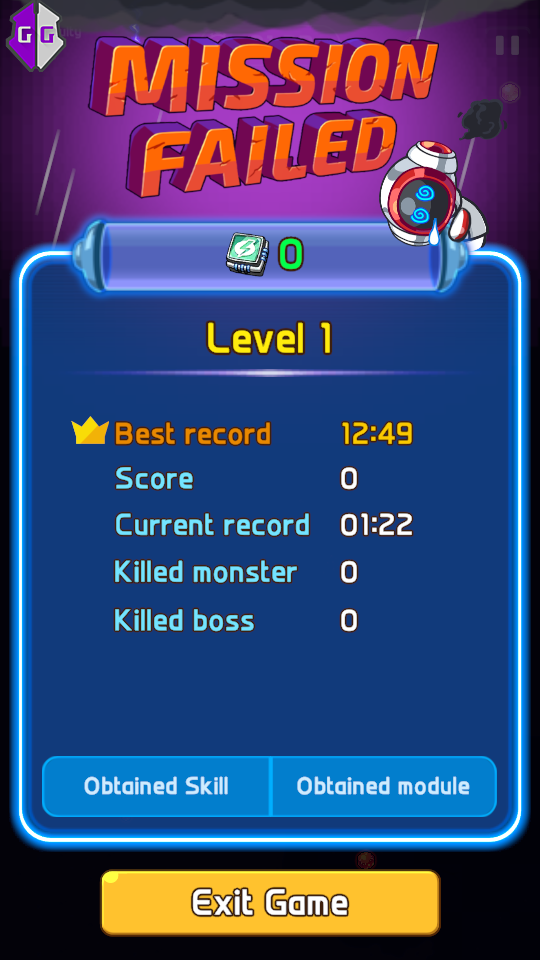 GG
MISSION
FAILED
0
Level 1
Best record 12:49
Score 0
Current record 01:22
Killed monster 0
Killed boss 0
Obtained Skill Obtained module
Exit Game